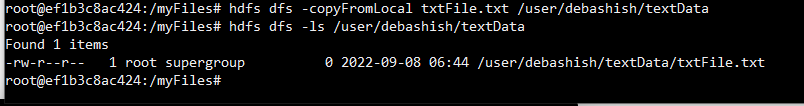 root@ef1b3c8ac424:/myFiles# hdfs dfs -copyFromLocal txtFile.txt /user/debashish/textData
root@ef1b3c8ac424:/myFiles# hdfs dfs -ls /user/debashish/textData
Found 1 items
-rw-r--r--   1 root supergroup          0 2022-09-08 06:44 /user/debashish/textData/txtFile.txt
root@ef1b3c8ac424:/myFiles#